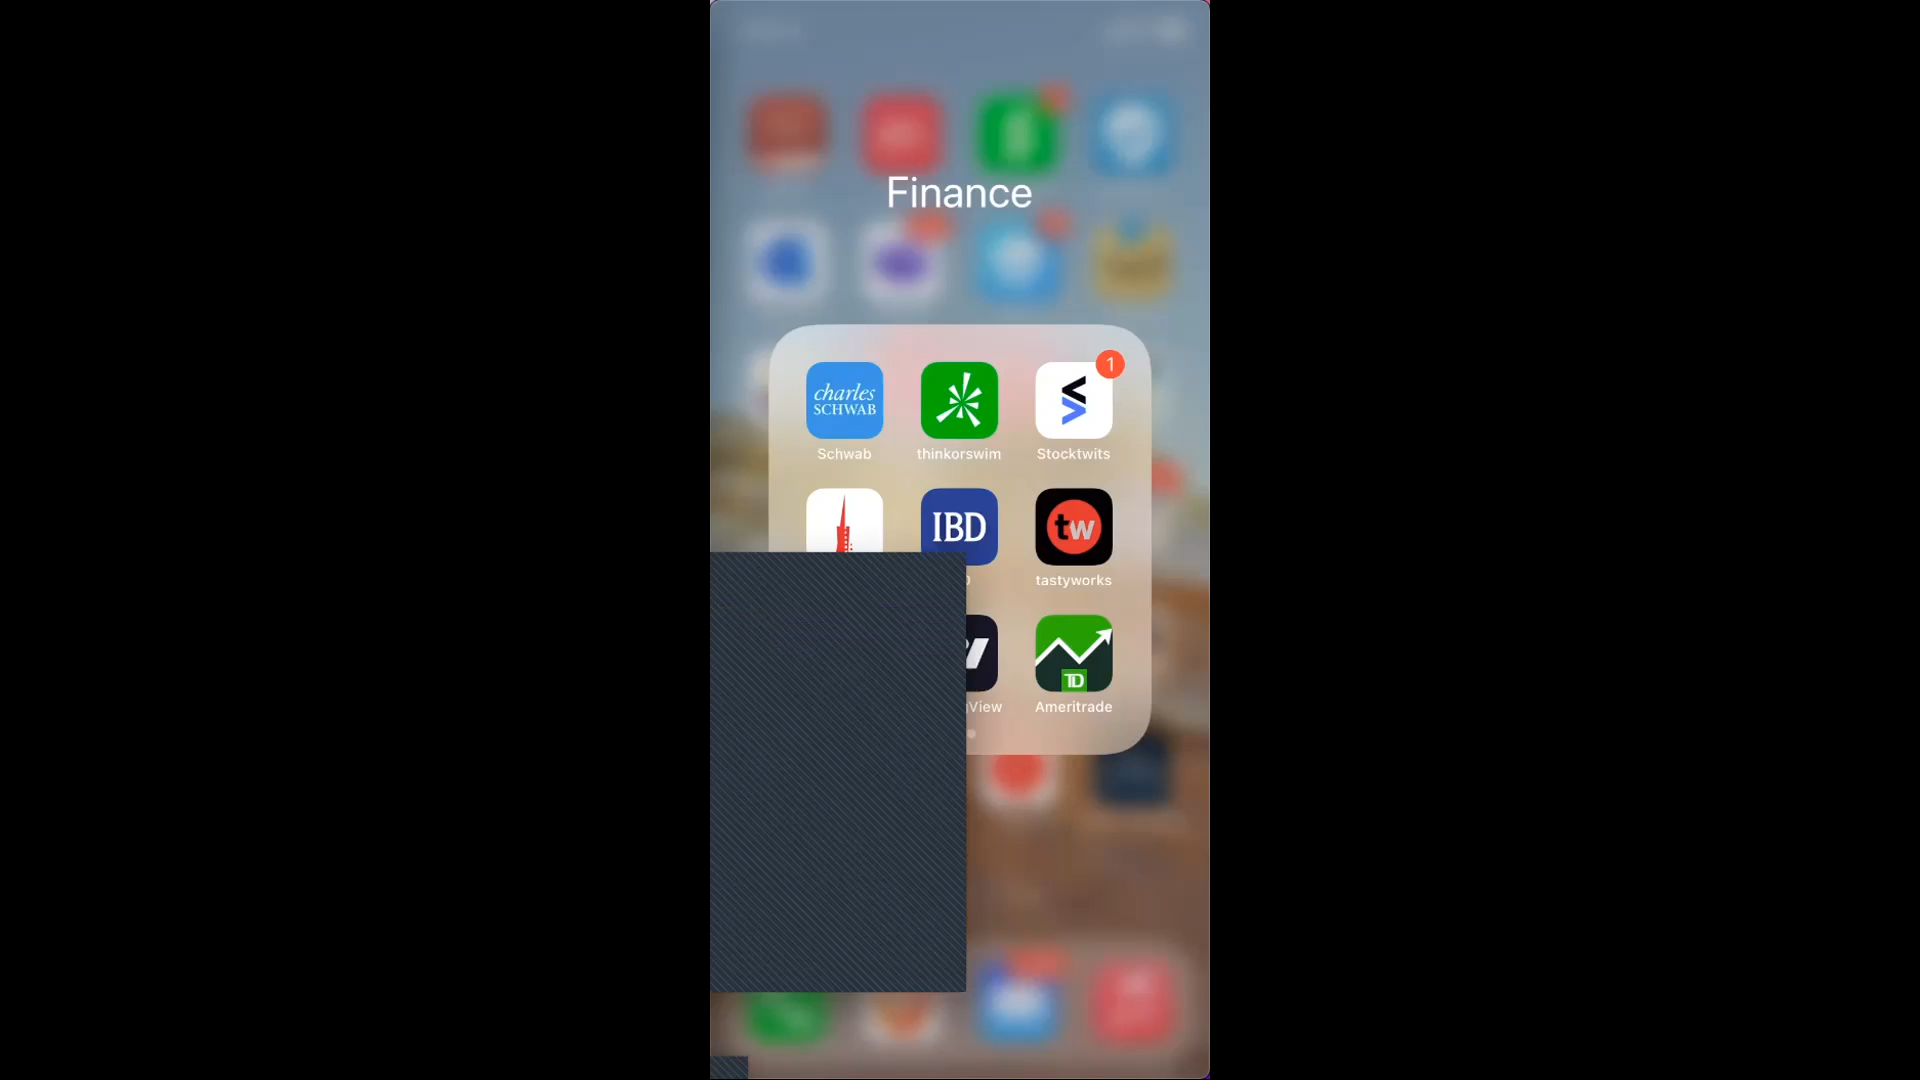 Finance
1
charles
SCHWAB
Schwab
thinkorswim
Stocktwits
IBD
tw
tastyworks
TD
View
Ameritrade